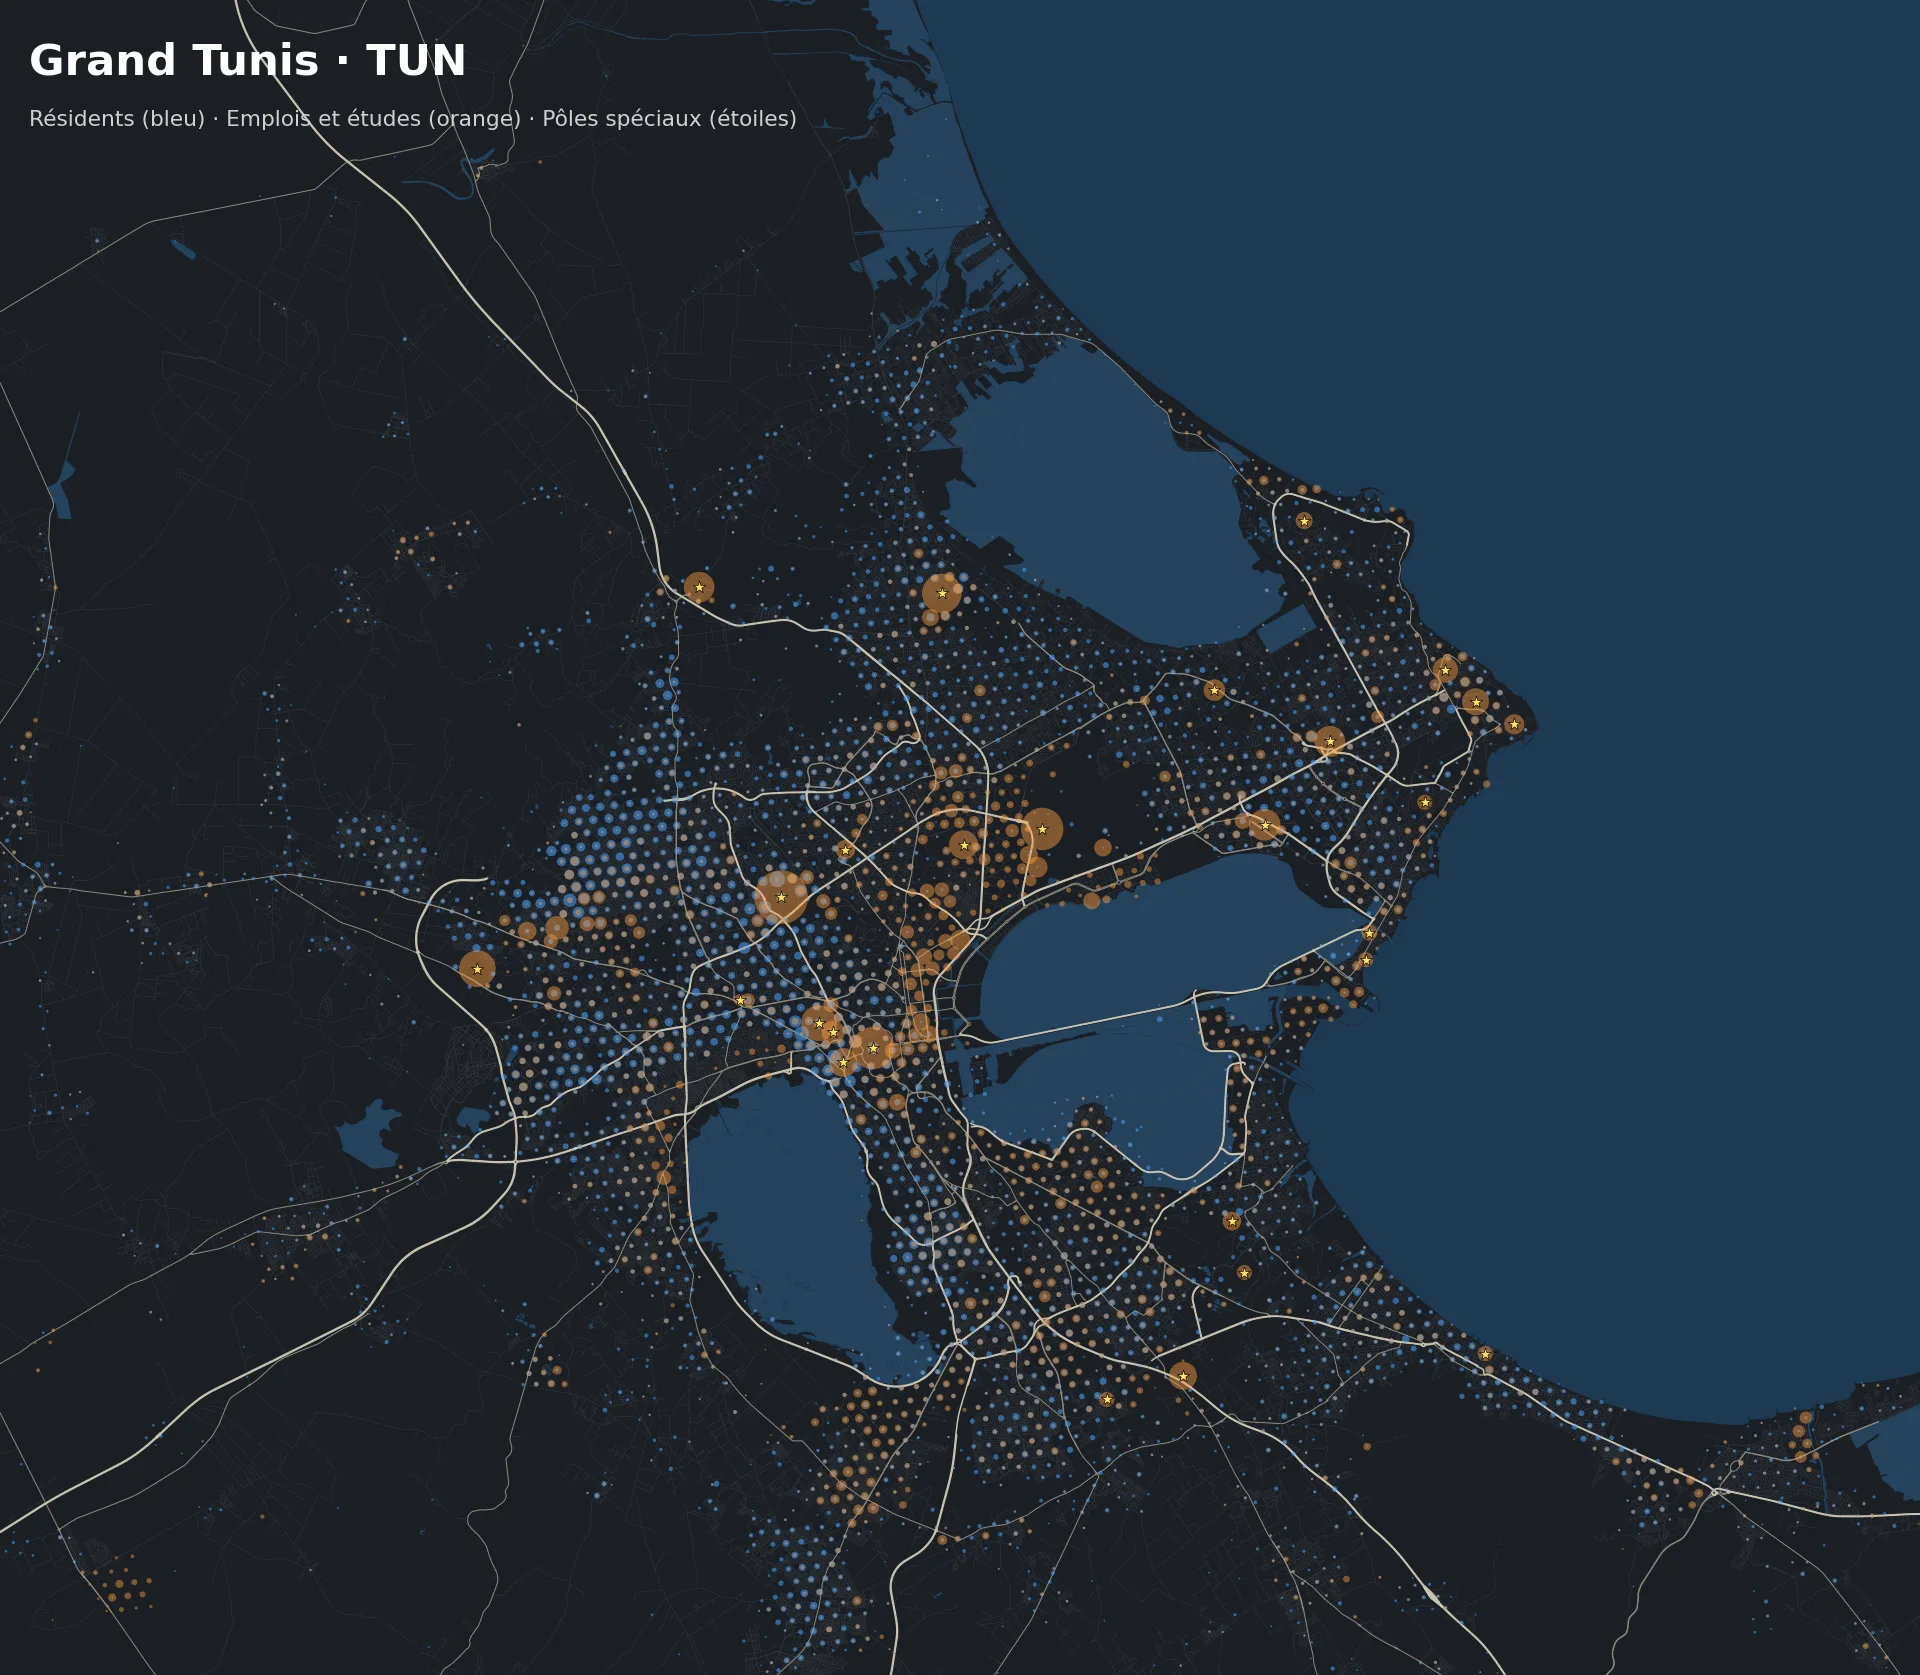 Grand Tunis · TUN
Résidents (bleu) · Emplois et études (orange) · Pôles spéciaux (étoiles)